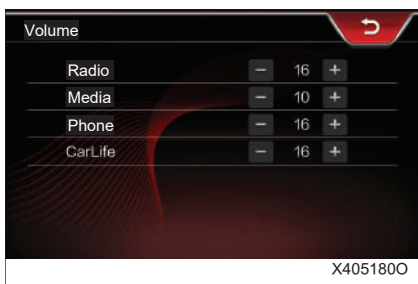 Volume
Radio – 16 +
Media – 10 +
Phone – 16 +
CarLife – 16 +
X405180O